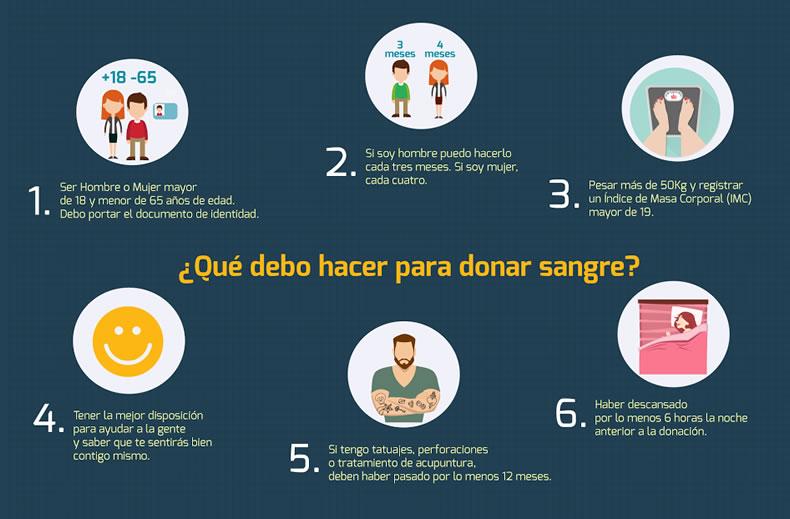 +18 -65
1. Ser Hombre o Mujer mayor
de 18 y menor de 65 años de edad.
Debo portar el documento de identidad.
3 meses
4 meses
2. Si soy hombre puedo hacerlo
cada tres meses. Si soy mujer,
cada cuatro.
3. Pesar más de 50Kg y registrar
un Índice de Masa Corporal (IMC)
mayor de 19.
¿Qué debo hacer para donar sangre?
4. Tener la mejor disposición
para ayudar a la gente
y saber que te sentirás bien
contigo mismo.
5. Si tengo tatuajes, perforaciones
o tratamiento de acupuntura,
deben haber pasado por lo menos 12 meses.
6. Haber descansado
por lo menos 6 horas la noche
anterior a la donación.